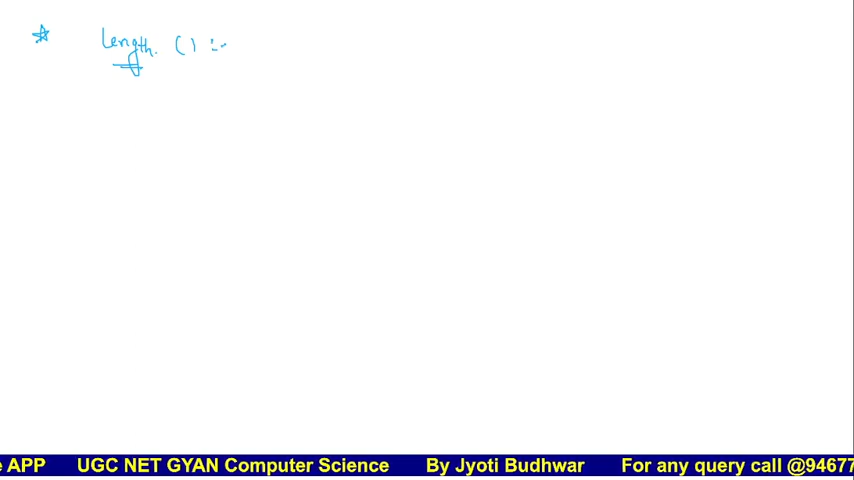 ☆ Length. () :-
e APP UGC NET GYAN Computer Science By Jyoti Budhwar For any query call @94677